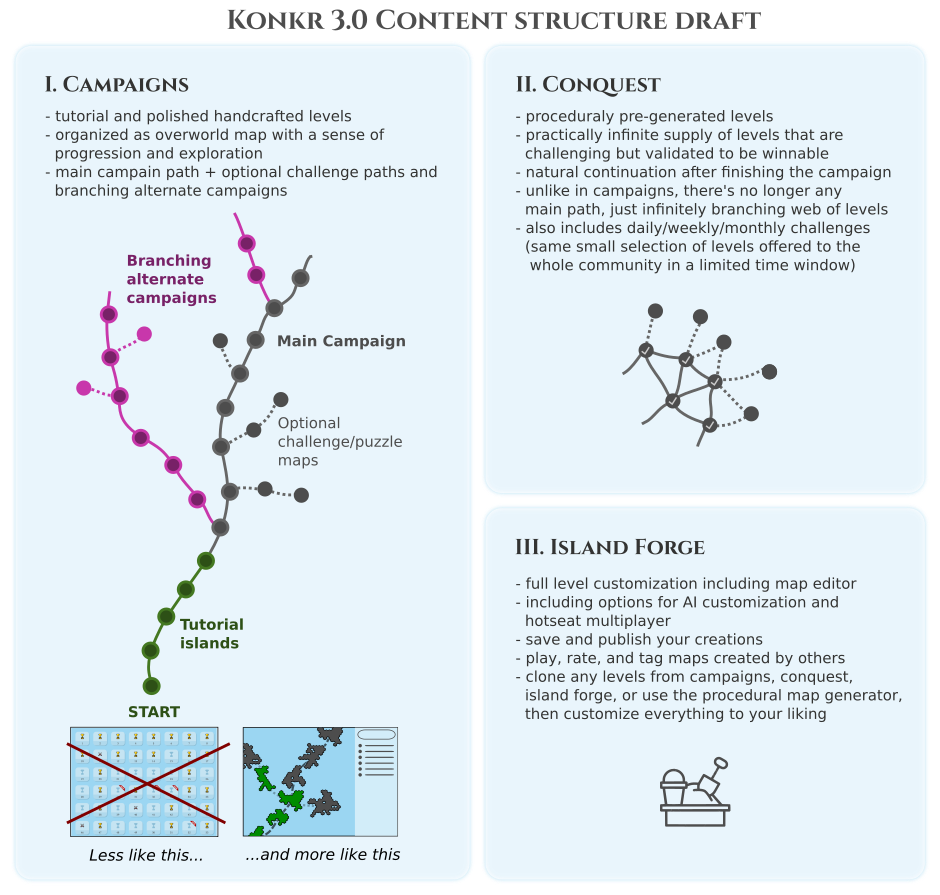 Konkr 3.0 Content structure draft
I. Campaigns
- tutorial and polished handcrafted levels
- organized as overworld map with a sense of
progression and exploration
- main campain path + optional challenge paths and
branching alternate campaigns
Branching
alternate
campaigns
Main Campaign
Optional
challenge/puzzle
maps
Tutorial
islands
START
Less like this...
...and more like this
II. Conquest
- proceduraly pre-generated levels
- practically infinite supply of levels that are
challenging but validated to be winnable
- natural continuation after finishing the campaign
- unlike in campaigns, there's no longer any
main path, just infinitely branching web of levels
- also includes daily/weekly/monthly challenges
(same small selection of levels offered to the
whole community in a limited time window)
III. Island Forge
- full level customization including map editor
- including options for AI customization and
hotseat multiplayer
- save and publish your creations
- play, rate, and tag maps created by others
- clone any levels from campaigns, conquest,
island forge, or use the procedural map generator,
then customize everything to your liking